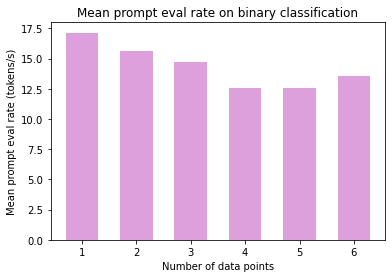 Mean prompt eval rate on binary classification
Mean prompt eval rate (tokens/s)
17.5
15.0
12.5
10.0
7.5
5.0
2.5
0.0
1 2 3 4 5 6
Number of data points